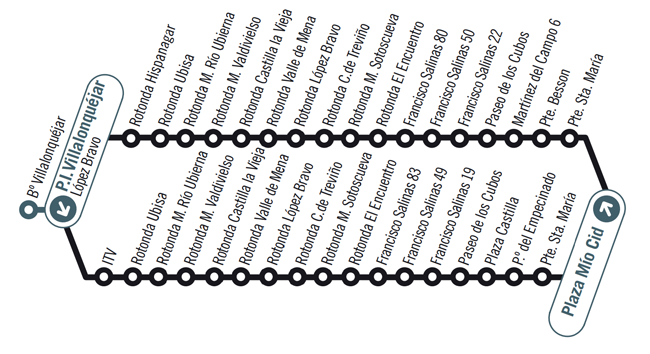 Bº Villalonquéjar
P.I.Villalonquéjar
López Bravo
Rotonda Hispanagar
Rotonda Ubisa
Rotonda M. Río Ubierna
Rotonda M. Valdivielso
Rotonda Castilla la Vieja
Rotonda Valle de Mena
Rotonda López Bravo
Rotonda C.de Treviño
Rotonda M. Sotoscueva
Rotonda El Encuentro
Francisco Salinas 80
Francisco Salinas 50
Francisco Salinas 22
Paseo de los Cubos
Martínez del Campo 6
Pte. Besson
Pte. Sta. María
ITV
Rotonda Ubisa
Rotonda M. Río Ubierna
Rotonda M. Valdivielso
Rotonda Castilla la Vieja
Rotonda Valle de Mena
Rotonda López Bravo
Rotonda C.de Treviño
Rotonda M. Sotoscueva
Rotonda El Encuentro
Francisco Salinas 83
Francisco Salinas 49
Francisco Salinas 19
Paseo de los Cubos
Plaza Castilla
P.º del Empecinado
Pte. Sta. María
Plaza Mío Cid